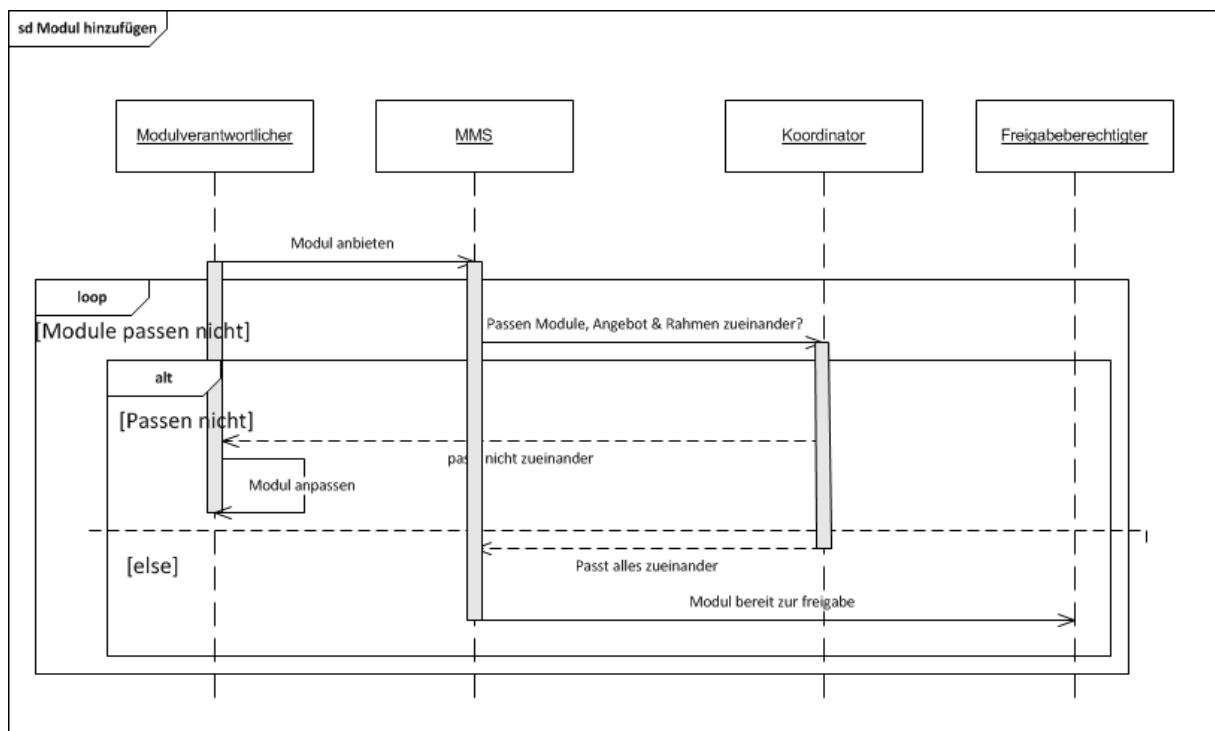 sd Modul hinzufügen
Modulverantwortlicher
MMS
Koordinator
Freigabeberechtigter
Modul anbieten
loop
[Module passen nicht]
Passen Module, Angebot & Rahmen zueinander?
alt
[Passen nicht]
nicht zueinander
Modul anpassen
[else]
Passt alles zueinander
Modul bereit zur freigabe